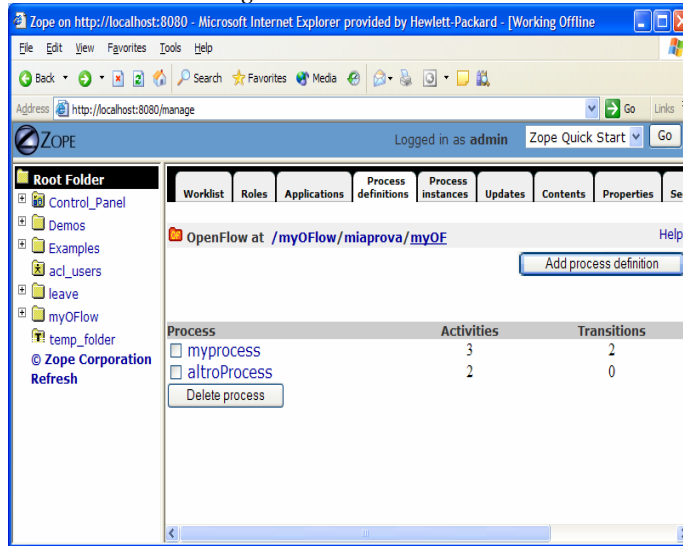 Zope on http://localhost:8080 - Microsoft Internet Explorer provided by Hewlett-Packard - [Working Offline
File Edit View Favorites Tools Help
Back Search Favorites Media
Address http://localhost:8080/manage Go Links
ZOPE Logged in as admin Zope Quick Start Go
Root Folder
Control_Panel
Demos
Examples
acl_users
leave
myOFlow
temp_folder
© Zope Corporation
Refresh
Worklist Roles Applications Process definitions Process instances Updates Contents Properties Se
OpenFlow at /myOFlow/miaprova/myOF Help
Add process definition
Process Activities Transitions
myprocess 3 2
altroProcess 2 0
Delete process